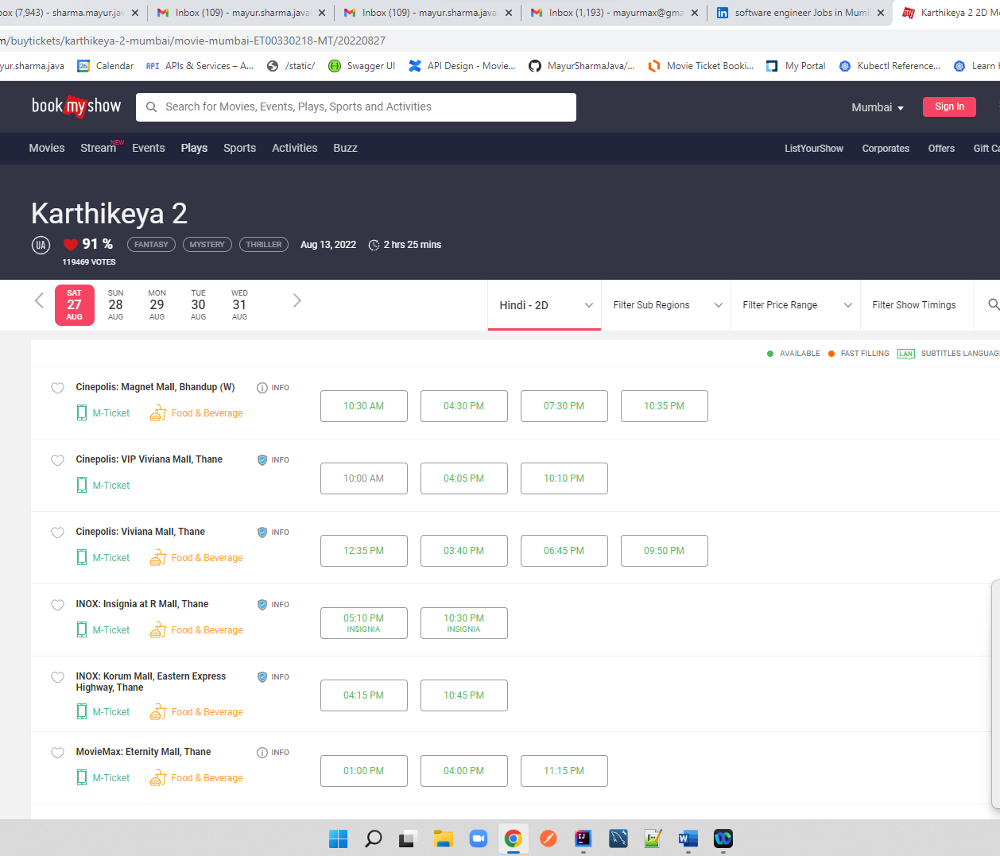 box (7,943) - sharma.mayur.jav
Inbox (109) - mayur.sharma.java
Inbox (109) - mayur.sharma.java
Inbox (1,193) - mayurmax@gma
software engineer Jobs in Mum
Karthikeya 2 2D M
m/buytickets/karthikeya-2-mumbai/movie-mumbai-ET00330218-MT/20220827
yur.sharma.java
Calendar
API APIs & Services – A...
/static/
Swagger UI
API Design - Movie...
MayurSharmaJava/...
Movie Ticket Booki...
My Portal
Kubectl Reference...
Learn
book my show
Search for Movies, Events, Plays, Sports and Activities
Mumbai
Sign In
Movies
Stream NEW
Events
Plays
Sports
Activities
Buzz
ListYourShow
Corporates
Offers
Gift Ca
Karthikeya 2
UA
91 %
119469 VOTES
FANTASY
MYSTERY
THRILLER
Aug 13, 2022
2 hrs 25 mins
SAT
27
AUG
SUN
28
AUG
MON
29
AUG
TUE
30
AUG
WED
31
AUG
Hindi - 2D
Filter Sub Regions
Filter Price Range
Filter Show Timings
AVAILABLE
FAST FILLING
LAN SUBTITLES LANGUAG
Cinepolis: Magnet Mall, Bhandup (W)
INFO
M-Ticket
Food & Beverage
10:30 AM
04:30 PM
07:30 PM
10:35 PM
Cinepolis: VIP Viviana Mall, Thane
INFO
M-Ticket
10:00 AM
04:05 PM
10:10 PM
Cinepolis: Viviana Mall, Thane
INFO
M-Ticket
Food & Beverage
12:35 PM
03:40 PM
06:45 PM
09:50 PM
INOX: Insignia at R Mall, Thane
INFO
M-Ticket
Food & Beverage
05:10 PM
INSIGNIA
10:30 PM
INSIGNIA
INOX: Korum Mall, Eastern Express
Highway, Thane
INFO
M-Ticket
Food & Beverage
04:15 PM
10:45 PM
MovieMax: Eternity Mall, Thane
INFO
M-Ticket
Food & Beverage
01:00 PM
04:00 PM
11:15 PM